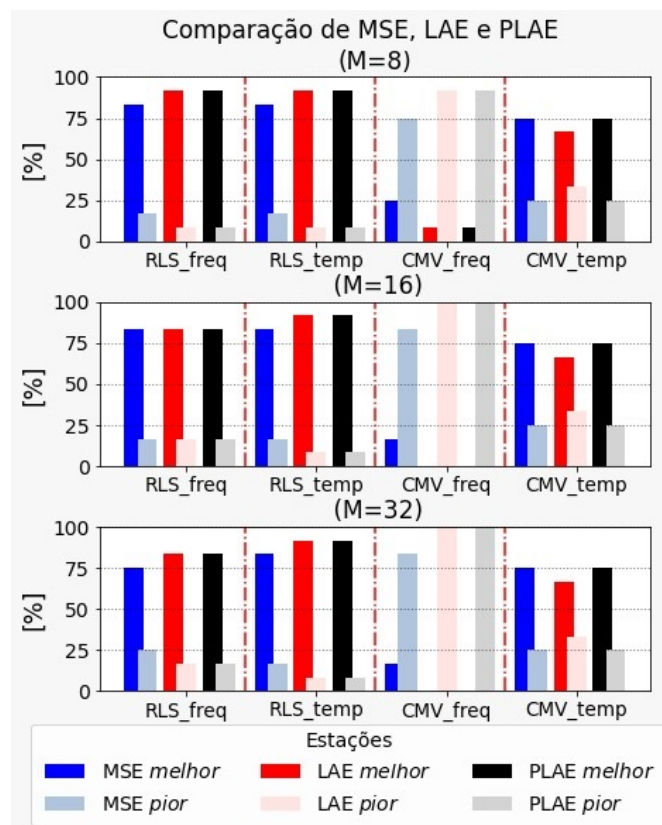 Comparação de MSE, LAE e PLAE
(M=8)
100
75
50
25
0
[%]
RLS_freq RLS_temp CMV_freq CMV_temp
(M=16)
100
75
50
25
0
[%]
RLS_freq RLS_temp CMV_freq CMV_temp
(M=32)
100
75
50
25
0
[%]
RLS_freq RLS_temp CMV_freq CMV_temp
Estações
MSE melhor LAE melhor PLAE melhor
MSE pior LAE pior PLAE pior